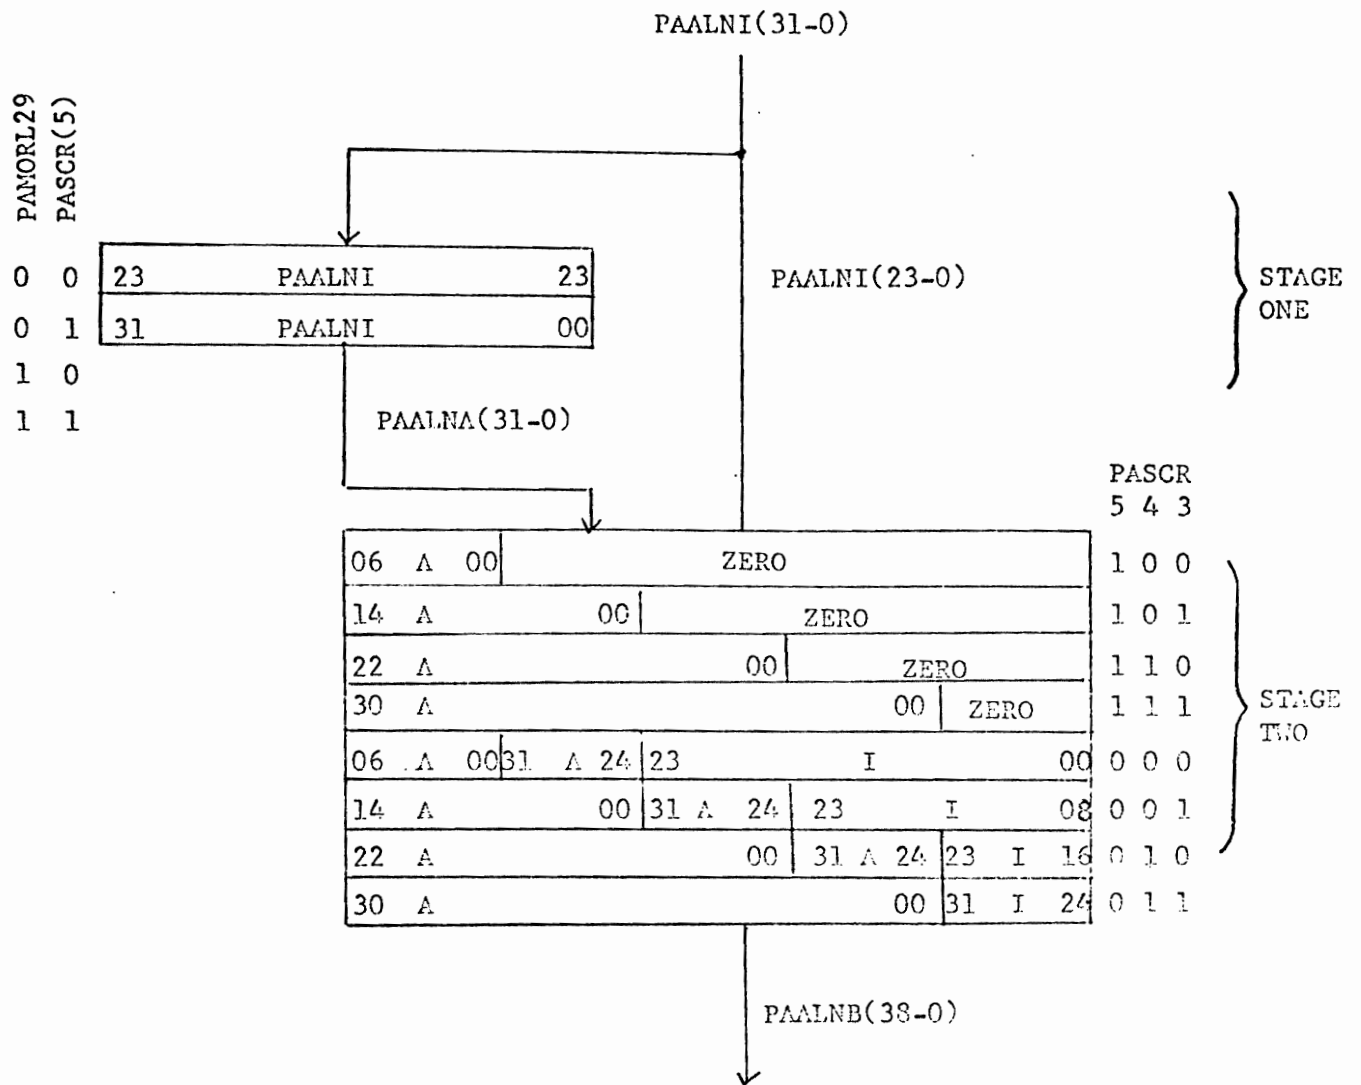 PAALNI(31-0)
PAMORL29
PASCR(5)
0 0 23 PAALNI 23
0 1 31 PAALNI 00
1 0
1 1
PAALNI(23-0)
STAGE
ONE
PAALNA(31-0)
PASCR
5 4 3
06 A 00 ZERO 1 0 0
14 A 00 ZERO 1 0 1
22 A 00 ZERO 1 1 0
30 A 00 ZERO 1 1 1
06 A 00 31 A 24 23 I 00 0 0 0
14 A 00 31 A 24 23 I 08 0 0 1
22 A 00 31 A 24 23 I 16 0 1 0
30 A 00 31 I 24 0 1 1
STAGE
TWO
PAALNB(38-0)